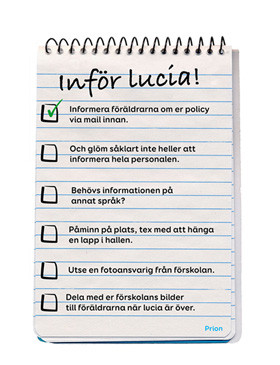 Inför lucia!
Informera föräldrarna om er policy
via mail innan.
Och glöm såklart inte heller att
informera hela personalen.
Behövs informationen på
annat språk?
Påminn på plats, tex med att hänga
en lapp i hallen.
Utse en fotoansvarig från förskolan.
Dela med er förskolans bilder
till föräldrarna när lucia är över.
Prion